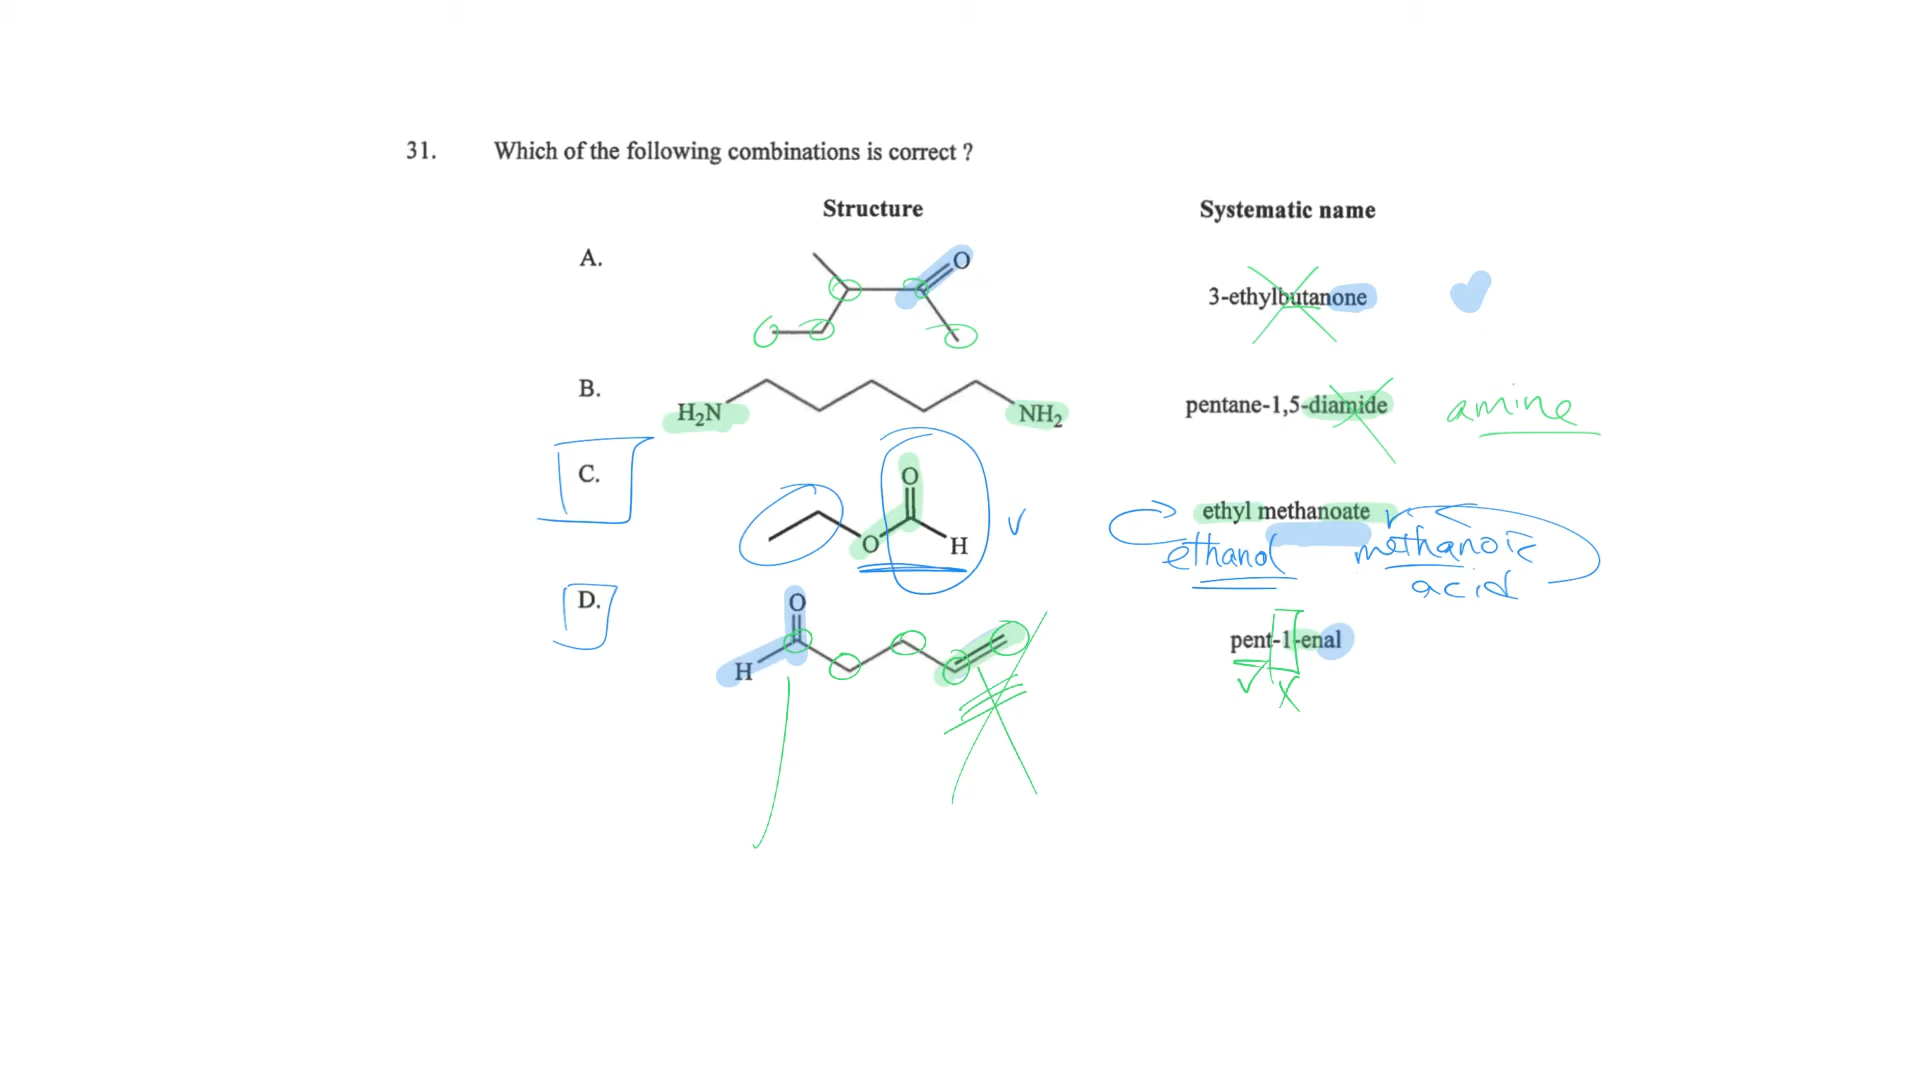 31. Which of the following combinations is correct ?
Structure Systematic name
A. O 3-ethylbutanone
B. H₂N NH₂ pentane-1,5-diamide amine
C. O O H ethyl methanoate
ethanol methanoic
acid
D. O H pent-1-enal